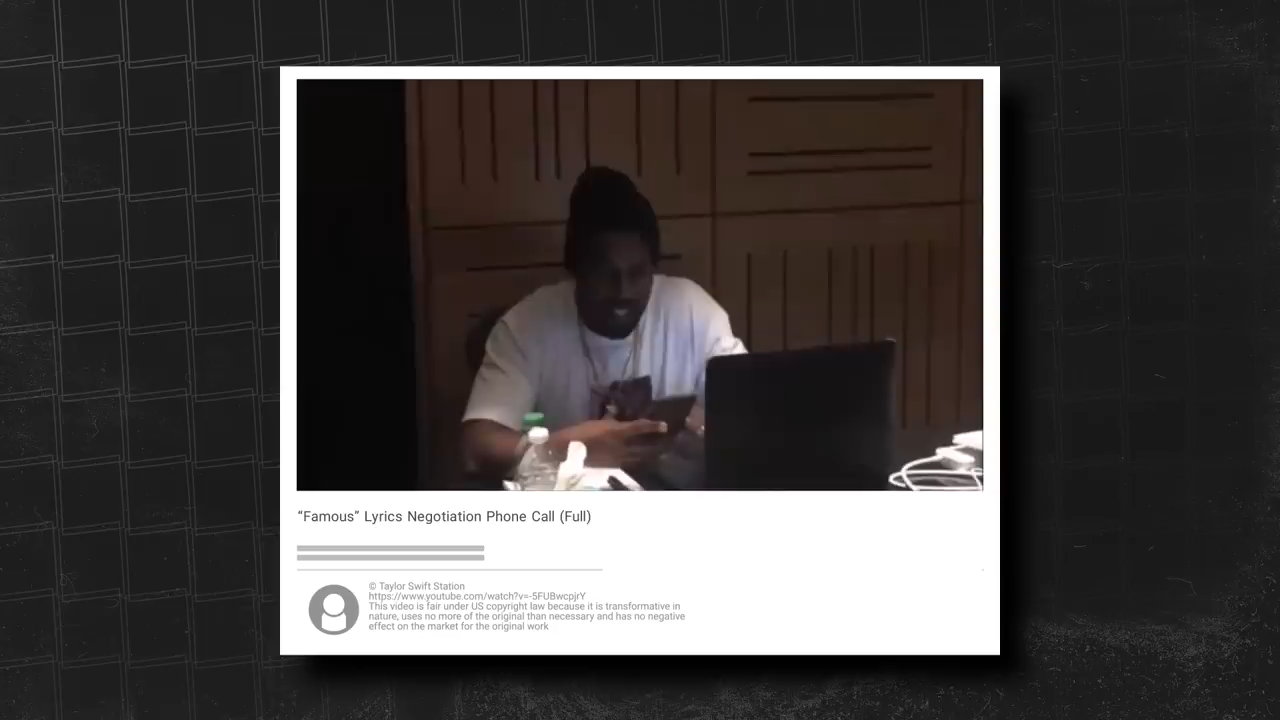 “Famous” Lyrics Negotiation Phone Call (Full)
© Taylor Swift Station
https://www.youtube.com/watch?v=-5FUBwcpjrY
This video is fair under US copyright law because it is transformative in
nature, uses no more of the original than necessary and has no negative
effect on the market for the original work